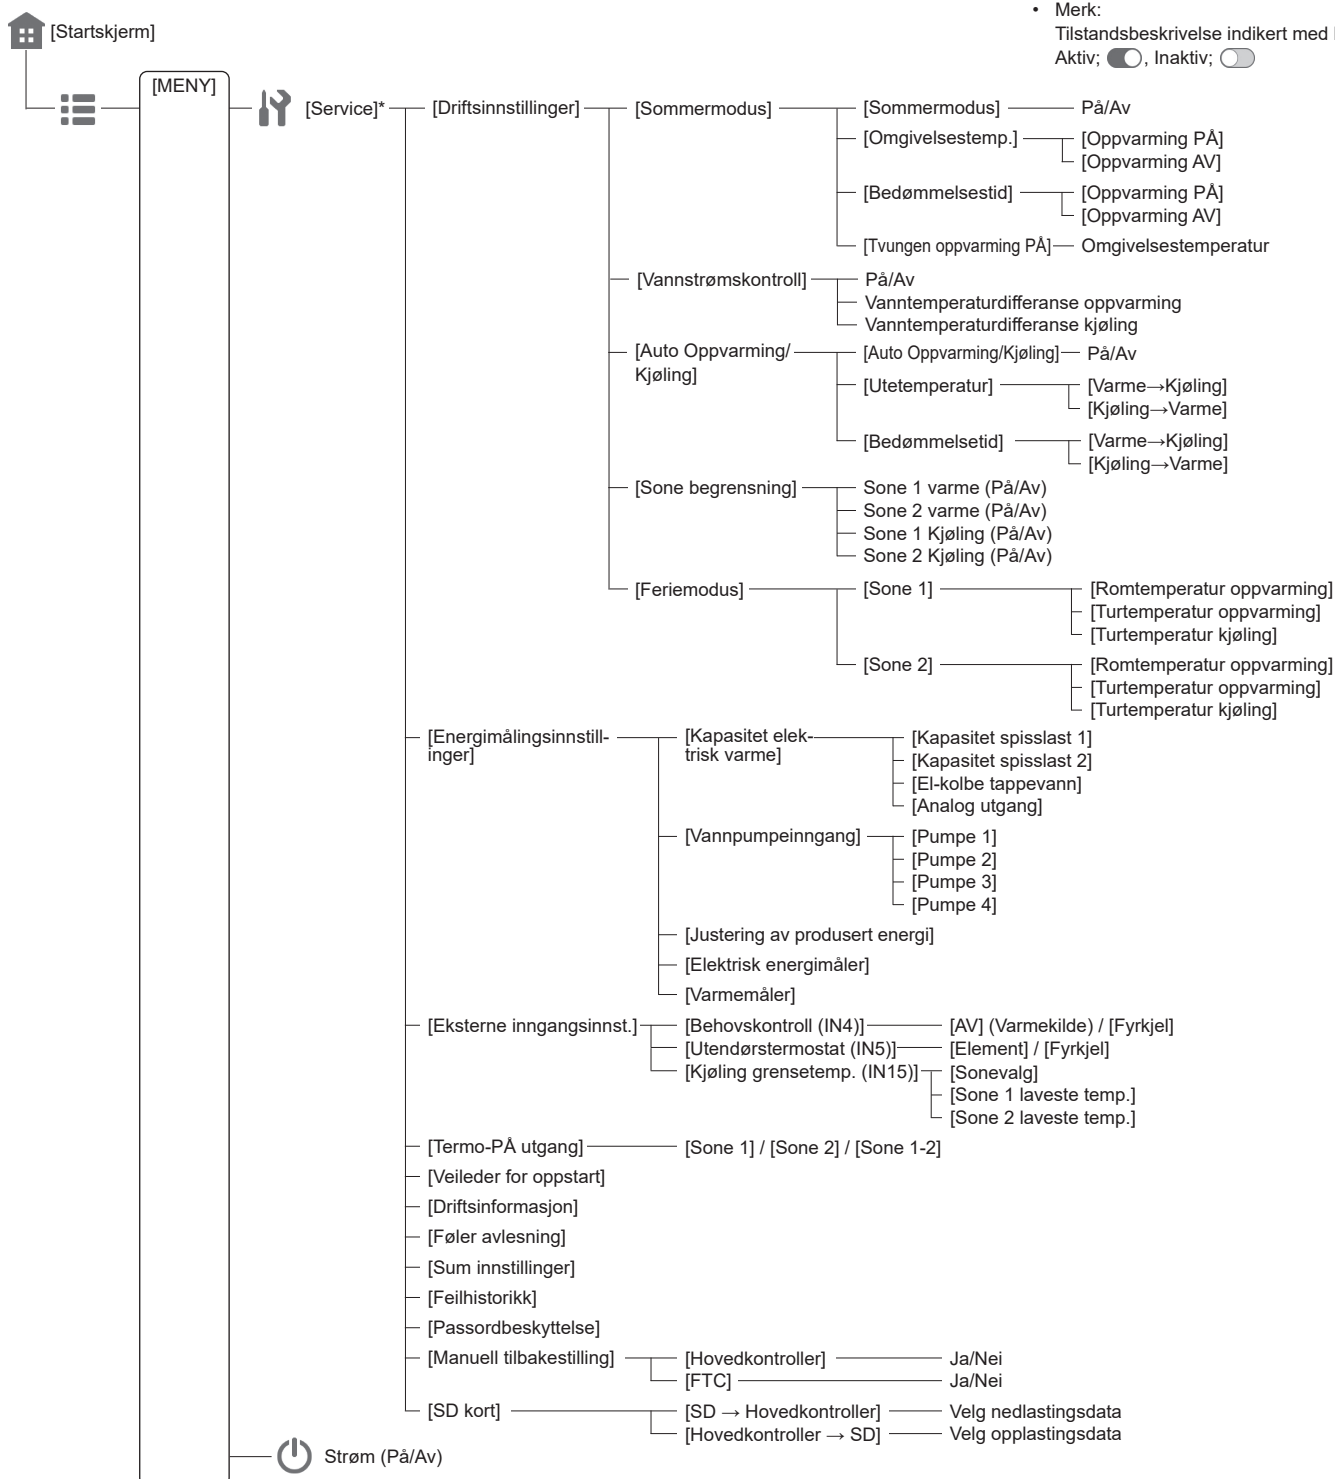 [Startskjerm]
• Merk:
Tilstandsbeskrivelse indikert med
Aktiv; , Inaktiv;
[MENY]
[Service]*
[Driftsinnstillinger]
[Sommermodus]
[Sommermodus]
På/Av
[Omgivelsestemp.]
[Oppvarming PÅ]
[Oppvarming AV]
[Bedømmelsestid]
[Oppvarming PÅ]
[Oppvarming AV]
[Tvungen oppvarming PÅ]
Omgivelsestemperatur
[Vannstrømskontroll]
På/Av
Vanntemperaturdifferanse oppvarming
Vanntemperaturdifferanse kjøling
[Auto Oppvarming/
Kjøling]
[Auto Oppvarming/Kjøling]
På/Av
[Utetemperatur]
[Varme→Kjøling]
[Kjøling→Varme]
[Bedømmelsetid]
[Varme→Kjøling]
[Kjøling→Varme]
[Sone begrensning]
Sone 1 varme (På/Av)
Sone 2 varme (På/Av)
Sone 1 Kjøling (På/Av)
Sone 2 Kjøling (På/Av)
[Feriemodus]
[Sone 1]
[Romtemperatur oppvarming]
[Turtemperatur oppvarming]
[Turtemperatur kjøling]
[Sone 2]
[Romtemperatur oppvarming]
[Turtemperatur oppvarming]
[Turtemperatur kjøling]
[Energimålingsinnstill-
inger]
[Kapasitet elek-
trisk varme]
[Kapasitet spisslast 1]
[Kapasitet spisslast 2]
[El-kolbe tappevann]
[Analog utgang]
[Vannpumpeinngang]
[Pumpe 1]
[Pumpe 2]
[Pumpe 3]
[Pumpe 4]
[Justering av produsert energi]
[Elektrisk energimåler]
[Varmemåler]
[Eksterne inngangsinnst.]
[Behovskontroll (IN4)]
[AV] (Varmekilde) / [Fyrkjel]
[Utendørstermostat (IN5)]
[Element] / [Fyrkjel]
[Kjøling grensetemp. (IN15)]
[Sonevalg]
[Sone 1 laveste temp.]
[Sone 2 laveste temp.]
[Termo-PÅ utgang]
[Sone 1] / [Sone 2] / [Sone 1-2]
[Veileder for oppstart]
[Driftsinformasjon]
[Føler avlesning]
[Sum innstillinger]
[Feilhistorikk]
[Passordbeskyttelse]
[Manuell tilbakestilling]
[Hovedkontroller]
Ja/Nei
[FTC]
Ja/Nei
[SD kort]
[SD → Hovedkontroller]
Velg nedlastingsdata
[Hovedkontroller → SD]
Velg opplastingsdata
Strøm (På/Av)